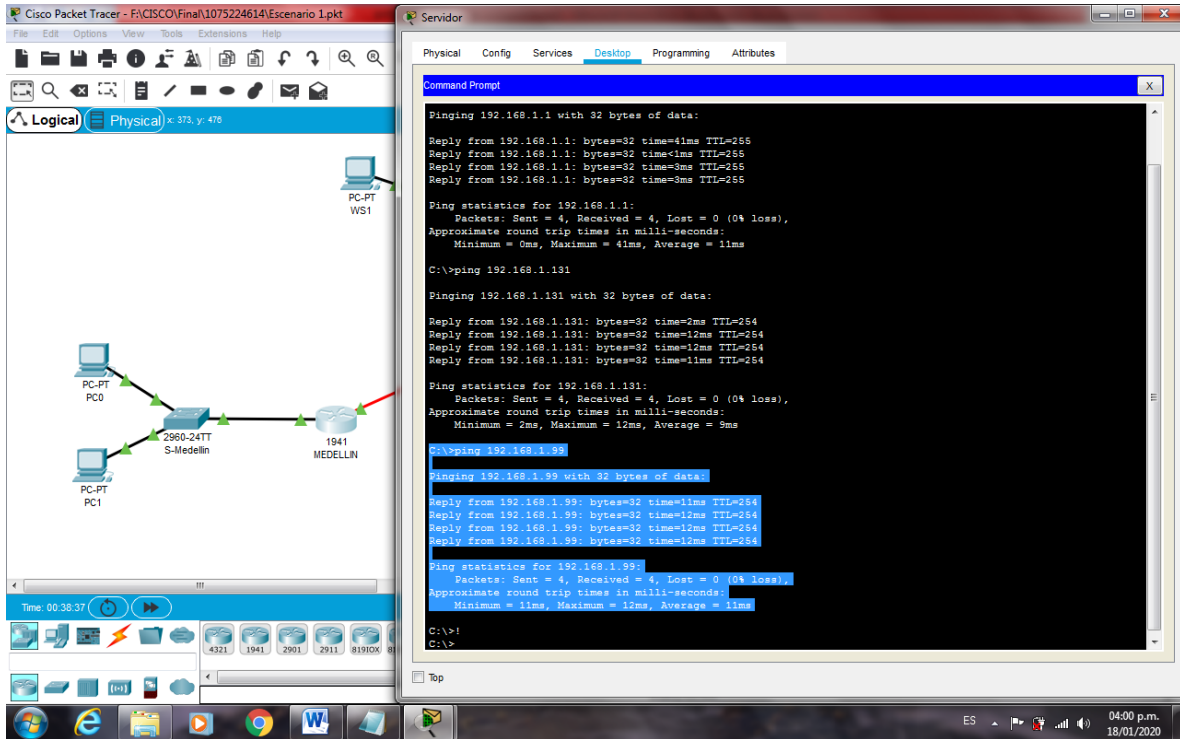 Cisco Packet Tracer - F:\CISCO\Final\1075224614\Escenario 1.pkt
File Edit Options View Tools Extensions Help
Logical
Physical
x: 373, y: 476
PC-PT
WS1
PC-PT
PC0
2960-24TT
S-Medellin
1941
MEDELLIN
PC-PT
PC1
Time: 00:38:37
4321 1941 2901 2911 819IOX
Servidor
Physical Config Services Desktop Programming Attributes
Command Prompt
X
Pinging 192.168.1.1 with 32 bytes of data:
Reply from 192.168.1.1: bytes=32 time=41ms TTL=255
Reply from 192.168.1.1: bytes=32 time<1ms TTL=255
Reply from 192.168.1.1: bytes=32 time=3ms TTL=255
Reply from 192.168.1.1: bytes=32 time=3ms TTL=255
Ping statistics for 192.168.1.1:
Packets: Sent = 4, Received = 4, Lost = 0 (0% loss),
Approximate round trip times in milli-seconds:
Minimum = 0ms, Maximum = 41ms, Average = 11ms
C:\>ping 192.168.1.131
Pinging 192.168.1.131 with 32 bytes of data:
Reply from 192.168.1.131: bytes=32 time=2ms TTL=254
Reply from 192.168.1.131: bytes=32 time=12ms TTL=254
Reply from 192.168.1.131: bytes=32 time=12ms TTL=254
Reply from 192.168.1.131: bytes=32 time=11ms TTL=254
Ping statistics for 192.168.1.131:
Packets: Sent = 4, Received = 4, Lost = 0 (0% loss),
Approximate round trip times in milli-seconds:
Minimum = 2ms, Maximum = 12ms, Average = 9ms
C:\>ping 192.168.1.99
Pinging 192.168.1.99 with 32 bytes of data:
Reply from 192.168.1.99: bytes=32 time=11ms TTL=254
Reply from 192.168.1.99: bytes=32 time=12ms TTL=254
Reply from 192.168.1.99: bytes=32 time=12ms TTL=254
Reply from 192.168.1.99: bytes=32 time=12ms TTL=254
Ping statistics for 192.168.1.99:
Packets: Sent = 4, Received = 4, Lost = 0 (0% loss),
Approximate round trip times in milli-seconds:
Minimum = 11ms, Maximum = 12ms, Average = 11ms
C:\>!
C:\>
Top
ES
04:00 p.m.
18/01/2020